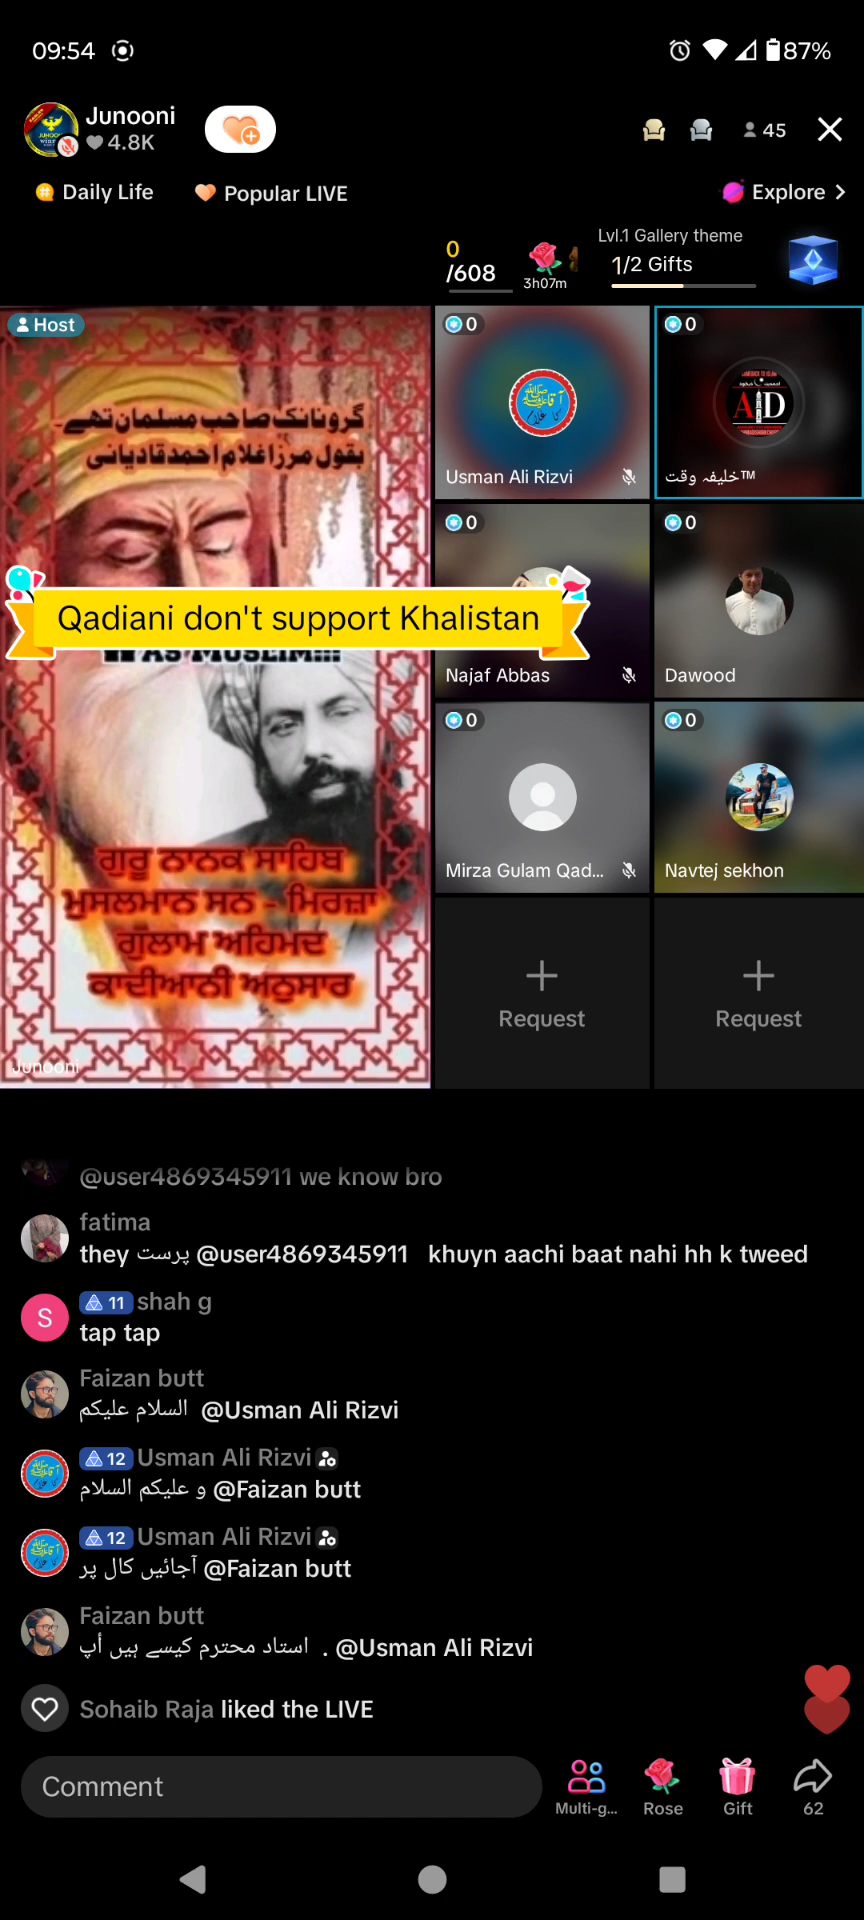 09:54
87%
Junooni
4.8K
45
Daily Life
Popular LIVE
Explore
0
/608
3h07m
Lvl.1 Gallery theme
1/2 Gifts
Host
گرونانک صاحب مسلمان تھے۔
بقول مرزا غلام احمد قادیانی
Qadiani don't support Khalistan
AS MUSLIM!!!
ਗੁਰੂ ਨਾਨਕ ਸਾਹਿਬ
ਮੁਸਲਮਾਨ ਸਨ - ਮਿਰਜ਼ਾ
ਗੁੱਲਾਮ ਅਹਿਮਦ
ਕਾਦੀਆਨੀ ਅਨੁਸਾਰ
Junooni
0
Usman Ali Rizvi
0
AD
خلیفہ وقت™
0
Najaf Abbas
0
Dawood
0
Mirza Gulam Qad...
0
Navtej sekhon
Request
Request
@user4869345911 we know bro
fatima
they پرست @user4869345911 khuyn aachi baat nahi hh k tweed
S
11 shah g
tap tap
Faizan butt
السلام علیکم @Usman Ali Rizvi
12 Usman Ali Rizvi
و علیکم السلام @Faizan butt
12 Usman Ali Rizvi
آجائیں کال پر @Faizan butt
Faizan butt
استاد محترم کیسے ہیں أپ . @Usman Ali Rizvi
Sohaib Raja liked the LIVE
Comment
Multi-g...
Rose
Gift
62